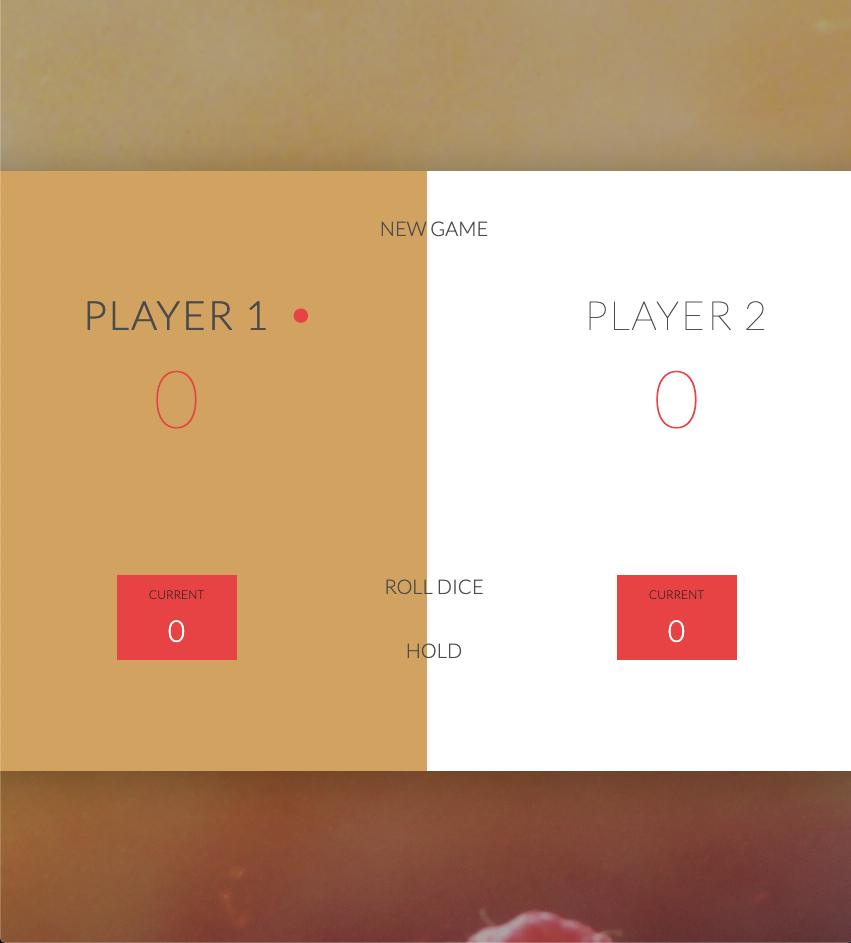 NEW GAME
PLAYER 1
PLAYER 2
0
0
CURRENT
0
ROLL DICE
HOLD
CURRENT
0